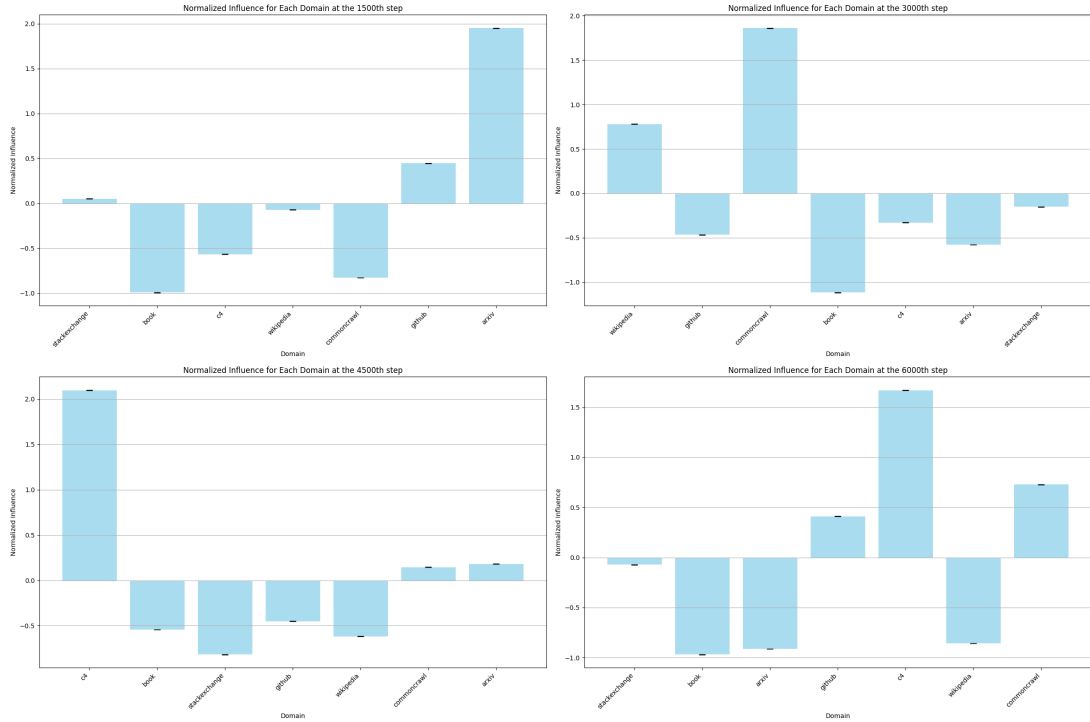 Normalized Influence for Each Domain at the 1500th step
2.0
1.5
1.0
0.5
0.0
−0.5
−1.0
Normalized Influence
stackexchange
book
c4
wikipedia
commoncrawl
github
arxiv
Domain
Normalized Influence for Each Domain at the 3000th step
2.0
1.5
1.0
0.5
0.0
−0.5
−1.0
Normalized Influence
wikipedia
github
commoncrawl
book
c4
arxiv
stackexchange
Domain
Normalized Influence for Each Domain at the 4500th step
2.0
1.5
1.0
0.5
0.0
−0.5
Normalized Influence
c4
book
stackexchange
github
wikipedia
commoncrawl
arxiv
Domain
Normalized Influence for Each Domain at the 6000th step
1.5
1.0
0.5
0.0
−0.5
−1.0
Normalized Influence
stackexchange
book
arxiv
github
c4
wikipedia
commoncrawl
Domain